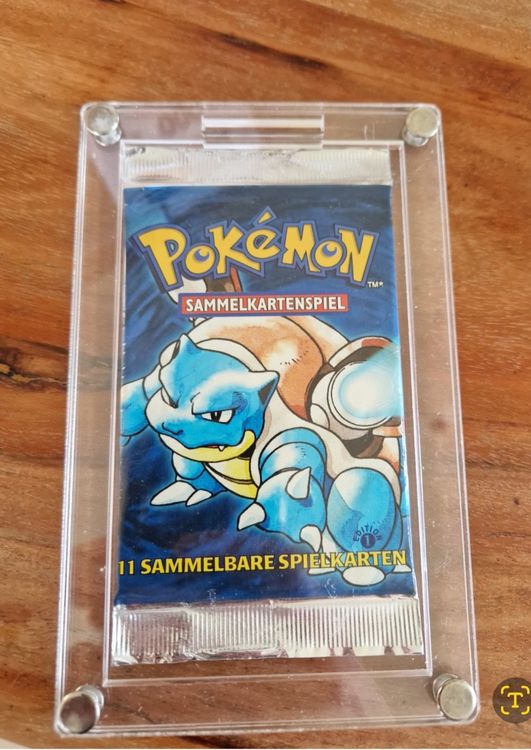 POKéMON
TM*
SAMMELKARTENSPIEL
EDITION
1
11 SAMMELBARE SPIELKARTEN
T